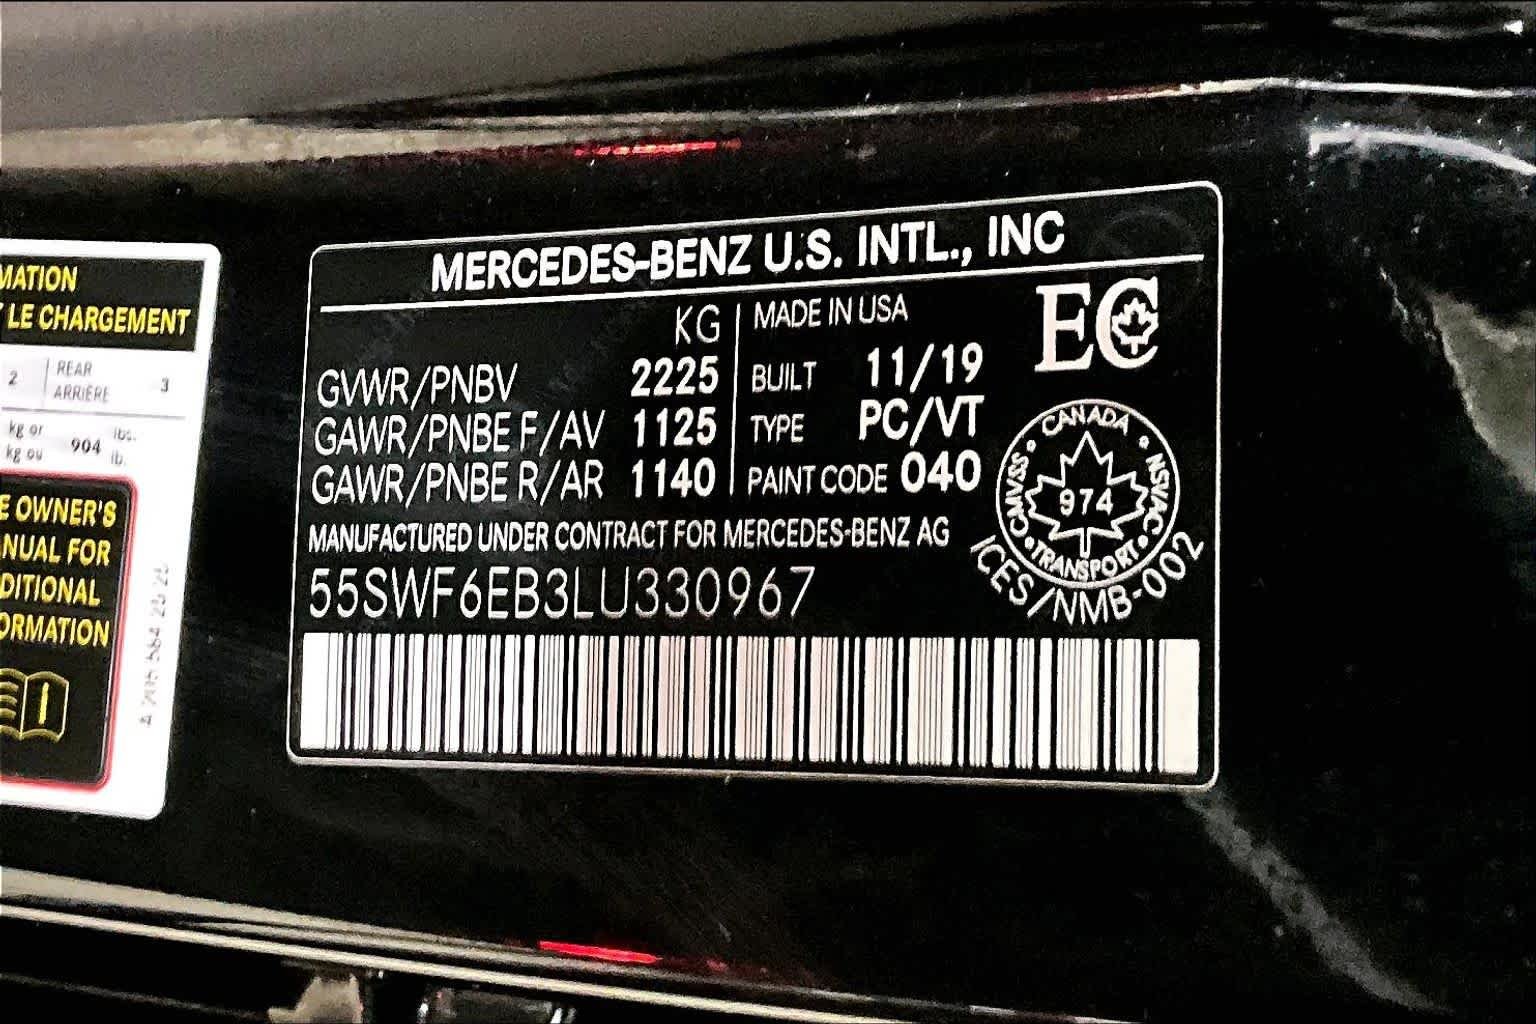 MATION
LE CHARGEMENT
2 REAR ARRIÈRE 3
kg or kg ou 904 lbs. lb.
OWNER'S
FOR
ORMATION
MERCEDES-BENZ U.S. INTL., INC
KG
GVWR/PNBV 2225
GAWR/PNBE F/AV 1125
GAWR/PNBE R/AR 1140
MADE IN USA
BUILT 11/19
TYPE PC/VT
PAINT CODE 040
EC
CANADA
CMVSS
974
NSVAC
TRANSPORT
ICES/NMB-002
MANUFACTURED UNDER CONTRACT FOR MERCEDES-BENZ AG
55SWF6EB3LU330967